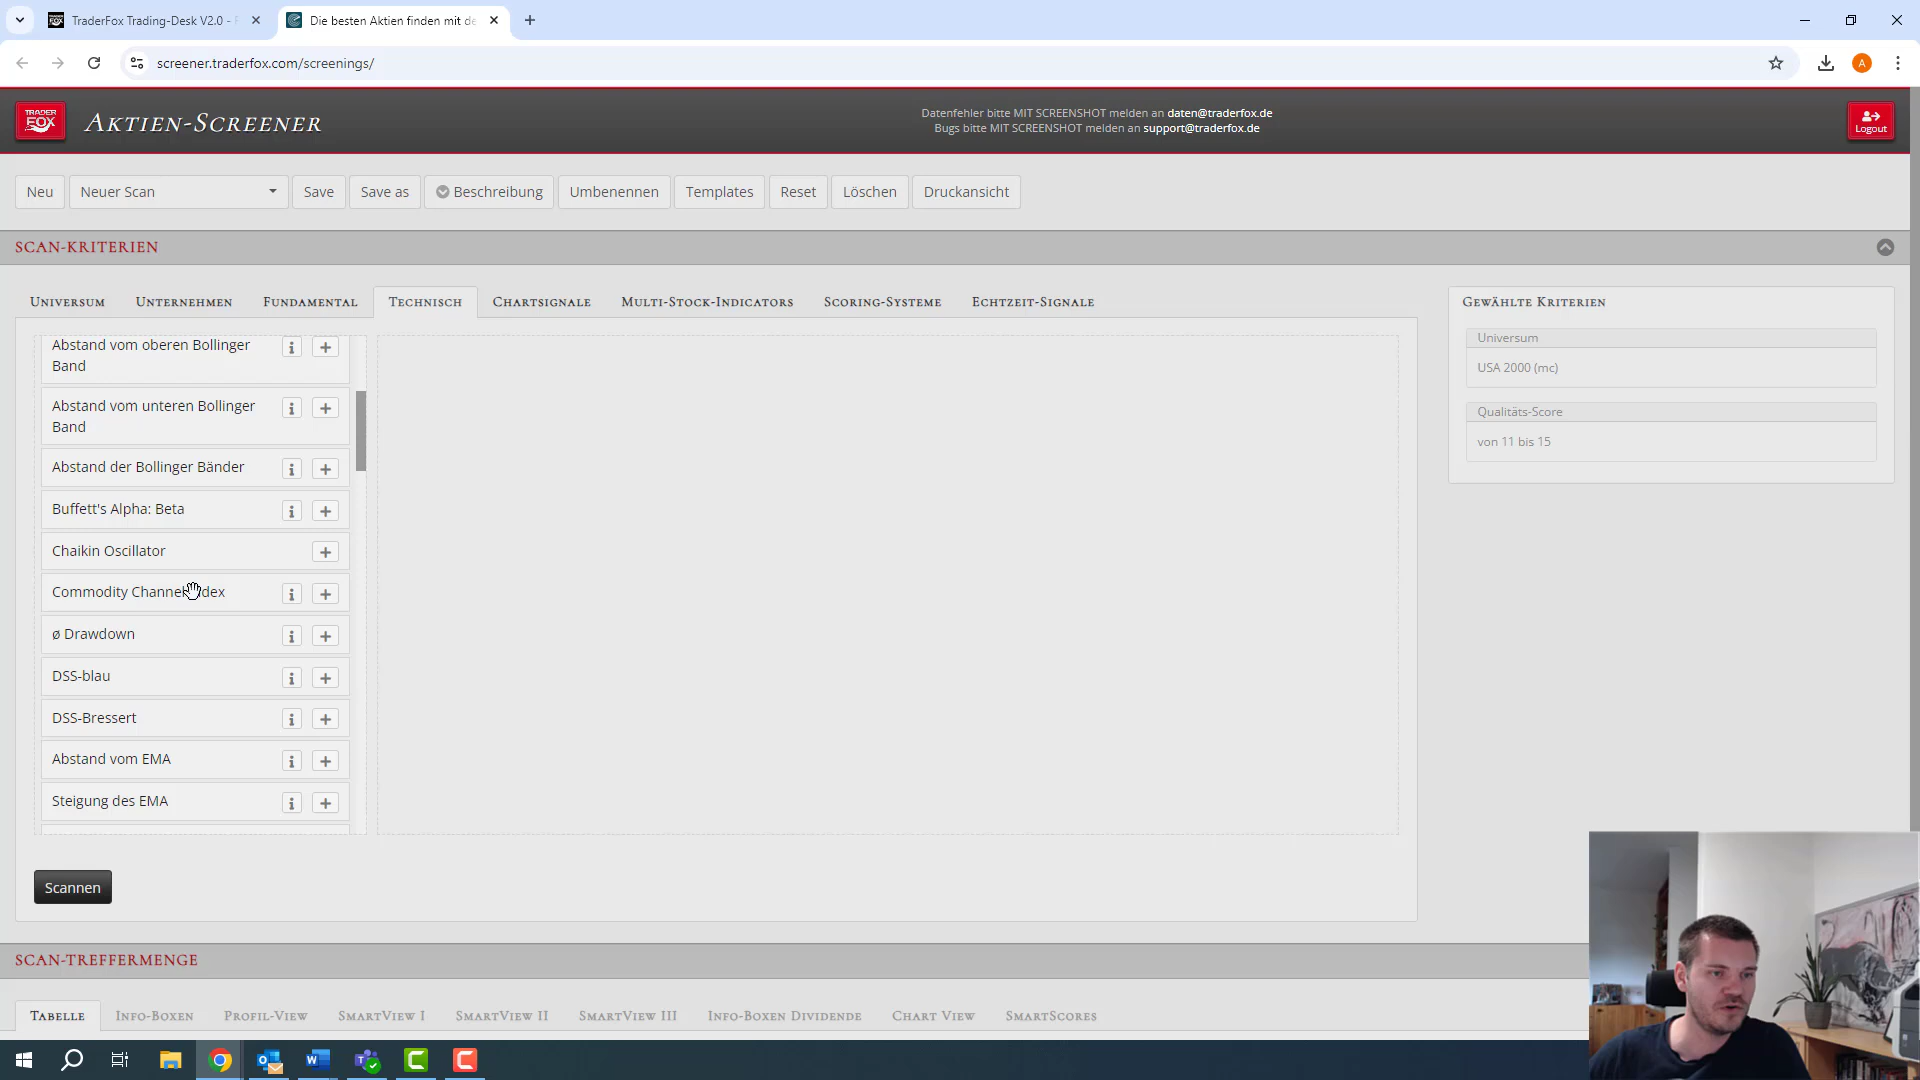 TraderFox Trading-Desk V2.0 -
Die besten Aktien finden mit de
screener.traderfox.com/screenings/
A
TRADER
FOX
Aktien-Screener
Datenfehler bitte MIT SCREENSHOT melden an daten@traderfox.de
Bugs bitte MIT SCREENSHOT melden an support@traderfox.de
Logout
Neu
Neuer Scan
Save
Save as
Beschreibung
Umbenennen
Templates
Reset
Löschen
Druckansicht
SCAN-KRITERIEN
Universum
Unternehmen
Fundamental
Technisch
Chartsignale
Multi-Stock-Indicators
Scoring-Systeme
Echtzeit-Signale
Gewählte Kriterien
Universum
USA 2000 (mc)
Qualitäts-Score
von 11 bis 15
Abstand vom oberen Bollinger
Band
Abstand vom unteren Bollinger
Band
Abstand der Bollinger Bänder
Buffett's Alpha: Beta
Chaikin Oscillator
Commodity Channel Index
ø Drawdown
DSS-blau
DSS-Bressert
Abstand vom EMA
Steigung des EMA
Scannen
SCAN-TREFFERMENGE
Tabelle
Info-Boxen
Profil-View
SmartView I
SmartView II
SmartView III
Info-Boxen Dividende
Chart View
SmartScores